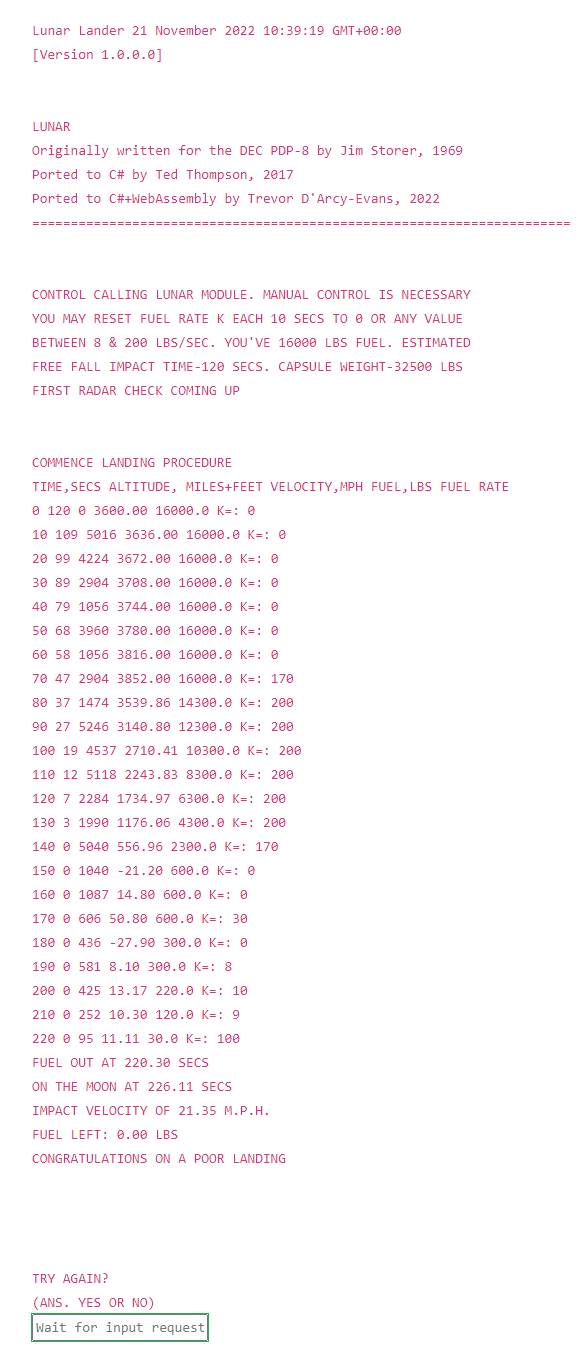 Lunar Lander 21 November 2022 10:39:19 GMT+00:00
[Version 1.0.0.0]
LUNAR
Originally written for the DEC PDP-8 by Jim Storer, 1969
Ported to C# by Ted Thompson, 2017
Ported to C#+WebAssembly by Trevor D'Arcy-Evans, 2022
======================================================================
CONTROL CALLING LUNAR MODULE. MANUAL CONTROL IS NECESSARY
YOU MAY RESET FUEL RATE K EACH 10 SECS TO 0 OR ANY VALUE
BETWEEN 8 & 200 LBS/SEC. YOU'VE 16000 LBS FUEL. ESTIMATED
FREE FALL IMPACT TIME-120 SECS. CAPSULE WEIGHT-32500 LBS
FIRST RADAR CHECK COMING UP
COMMENCE LANDING PROCEDURE
TIME,SECS ALTITUDE, MILES+FEET VELOCITY,MPH FUEL,LBS FUEL RATE
0 120 0 3600.00 16000.0 K=: 0
10 109 5016 3636.00 16000.0 K=: 0
20 99 4224 3672.00 16000.0 K=: 0
30 89 2904 3708.00 16000.0 K=: 0
40 79 1056 3744.00 16000.0 K=: 0
50 68 3960 3780.00 16000.0 K=: 0
60 58 1056 3816.00 16000.0 K=: 0
70 47 2904 3852.00 16000.0 K=: 170
80 37 1474 3539.86 14300.0 K=: 200
90 27 5246 3140.80 12300.0 K=: 200
100 19 4537 2710.41 10300.0 K=: 200
110 12 5118 2243.83 8300.0 K=: 200
120 7 2284 1734.97 6300.0 K=: 200
130 3 1990 1176.06 4300.0 K=: 200
140 0 5040 556.96 2300.0 K=: 170
150 0 1040 -21.20 600.0 K=: 0
160 0 1087 14.80 600.0 K=: 0
170 0 606 50.80 600.0 K=: 30
180 0 436 -27.90 300.0 K=: 0
190 0 581 8.10 300.0 K=: 8
200 0 425 13.17 220.0 K=: 10
210 0 252 10.30 120.0 K=: 9
220 0 95 11.11 30.0 K=: 100
FUEL OUT AT 220.30 SECS
ON THE MOON AT 226.11 SECS
IMPACT VELOCITY OF 21.35 M.P.H.
FUEL LEFT: 0.00 LBS
CONGRATULATIONS ON A POOR LANDING
TRY AGAIN?
(ANS. YES OR NO)
Wait for input request